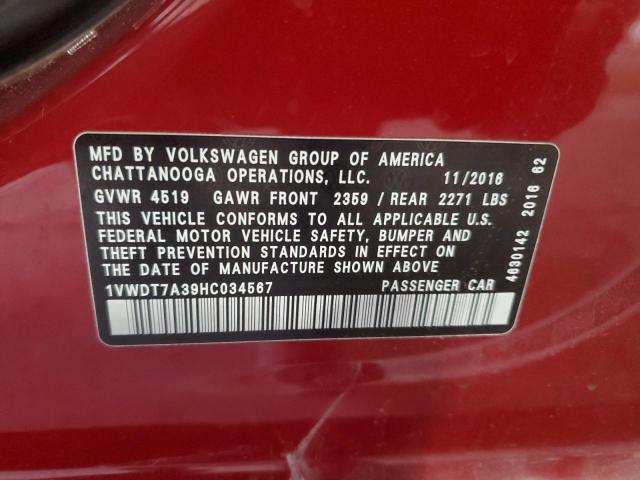 MFD BY VOLKSWAGEN GROUP OF AMERICA
CHATTANOOGA OPERATIONS, LLC. 11/2016
GVWR 4519 GAWR FRONT 2359 / REAR 2271 LBS
THIS VEHICLE CONFORMS TO ALL APPLICABLE U.S.
FEDERAL MOTOR VEHICLE SAFETY, BUMPER AND
THEFT PREVENTION STANDARDS IN EFFECT ON
THE DATE OF MANUFACTURE SHOWN ABOVE
1VWDT7A39HC034567 PASSENGER CAR
4630142 2016 62